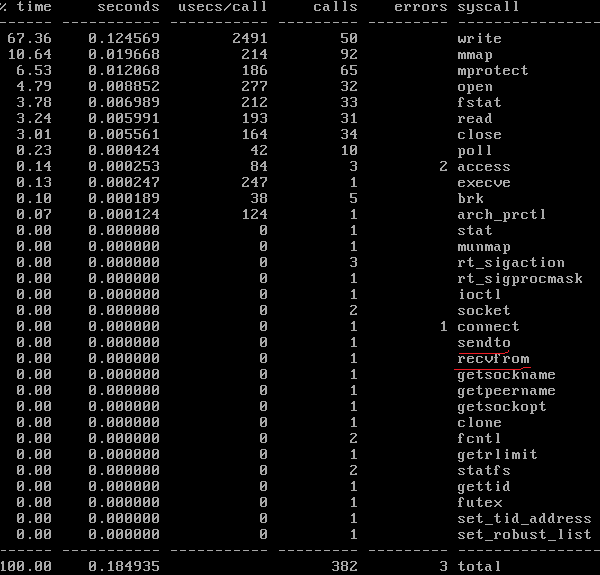 % time     seconds  usecs/call     calls    errors syscall
------ ----------- ----------- --------- --------- ----------------
 67.36    0.124569        2491        50           write
 10.64    0.019668         214        92           mmap
  6.53    0.012068         186        65           mprotect
  4.79    0.008852         277        32           open
  3.78    0.006989         212        33           fstat
  3.24    0.005991         193        31           read
  3.01    0.005561         164        34           close
  0.23    0.000424          42        10           poll
  0.14    0.000253          84         3         2 access
  0.13    0.000247         247         1           execve
  0.10    0.000189          38         5           brk
  0.07    0.000124         124         1           arch_prctl
  0.00    0.000000           0         1           stat
  0.00    0.000000           0         1           munmap
  0.00    0.000000           0         3           rt_sigaction
  0.00    0.000000           0         1           rt_sigprocmask
  0.00    0.000000           0         1           ioctl
  0.00    0.000000           0         2           socket
  0.00    0.000000           0         1         1 connect
  0.00    0.000000           0         1           sendto
  0.00    0.000000           0         1           recvfrom
  0.00    0.000000           0         1           getsockname
  0.00    0.000000           0         1           getpeername
  0.00    0.000000           0         1           getsockopt
  0.00    0.000000           0         1           clone
  0.00    0.000000           0         2           fcntl
  0.00    0.000000           0         1           getrlimit
  0.00    0.000000           0         2           statfs
  0.00    0.000000           0         1           gettid
  0.00    0.000000           0         1           futex
  0.00    0.000000           0         1           set_tid_address
  0.00    0.000000           0         1           set_robust_list
------ ----------- ----------- --------- --------- ----------------
100.00    0.184935                   382         3 total